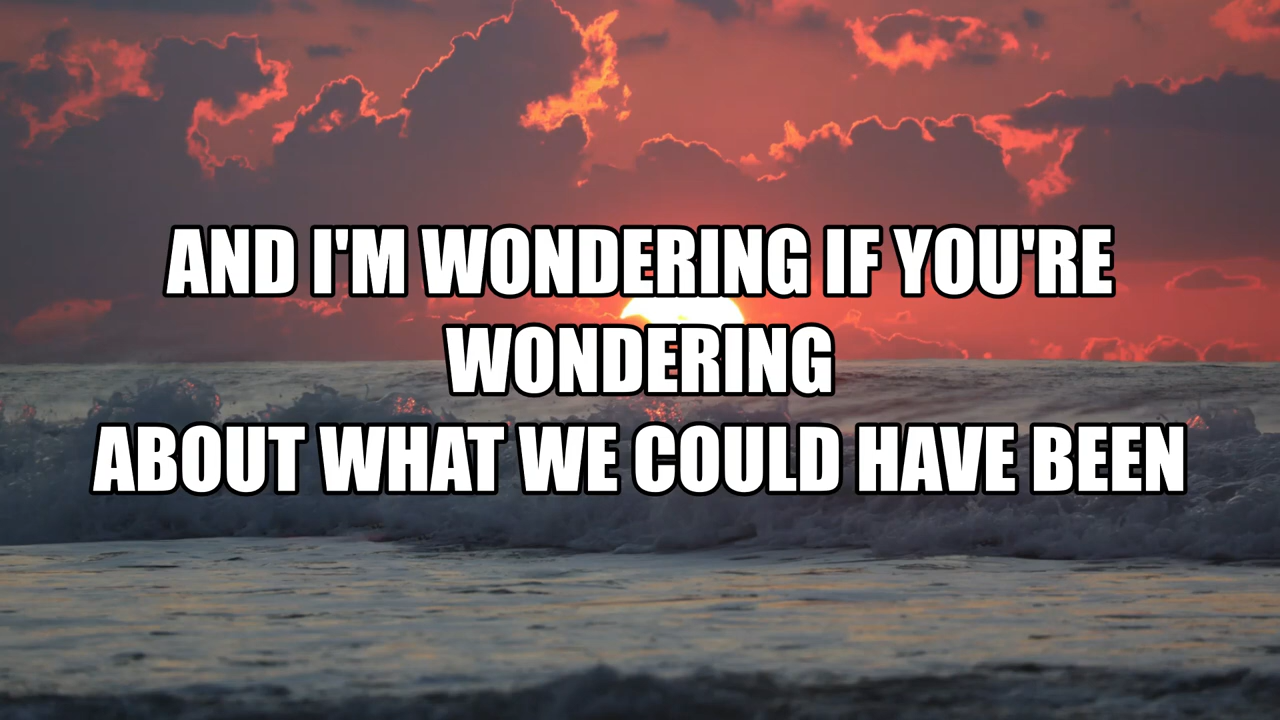 AND I'M WONDERING IF YOU'RE
WONDERING
ABOUT WHAT WE COULD HAVE BEEN